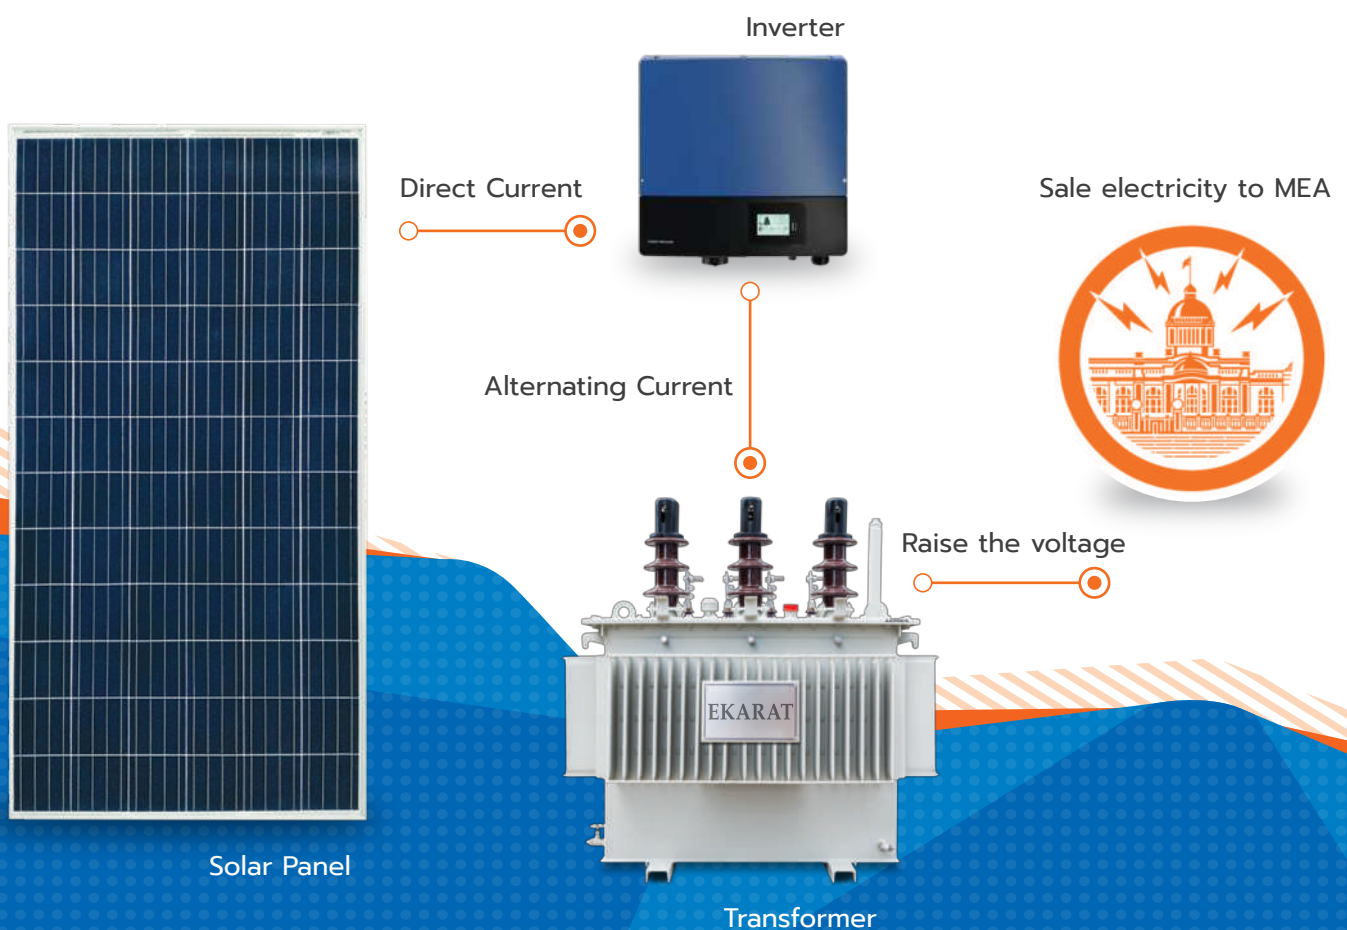 Inverter
Direct Current
Sale electricity to MEA
Alternating Current
Raise the voltage
EKARAT
Solar Panel
Transformer